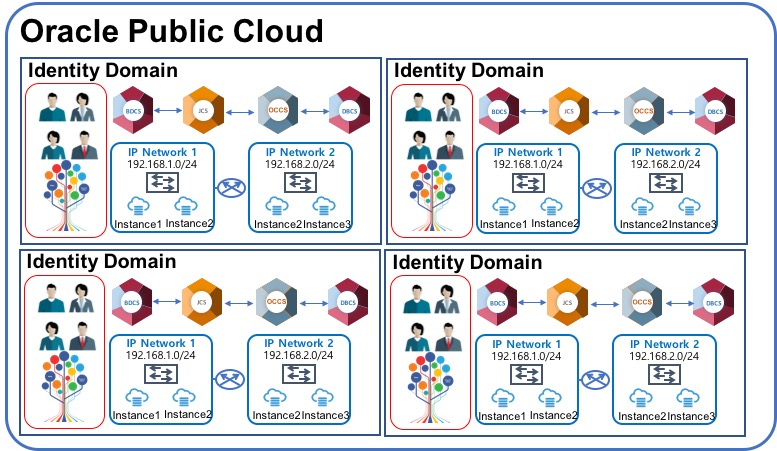 Oracle Public Cloud
Identity Domain
BDCS JCS OCCS DBCS
IP Network 1 IP Network 2
192.168.1.0/24 192.168.2.0/24
Instance1 Instance2 Instance2 Instance3
Identity Domain
BDCS JCS OCCS DBCS
IP Network 1 IP Network 2
192.168.1.0/24 192.168.2.0/24
Instance1 Instance2 Instance2 Instance3
Identity Domain
BDCS JCS OCCS DBCS
IP Network 1 IP Network 2
192.168.1.0/24 192.168.2.0/24
Instance1 Instance2 Instance2 Instance3
Identity Domain
BDCS JCS OCCS DBCS
IP Network 1 IP Network 2
192.168.1.0/24 192.168.2.0/24
Instance1 Instance2 Instance2 Instance3